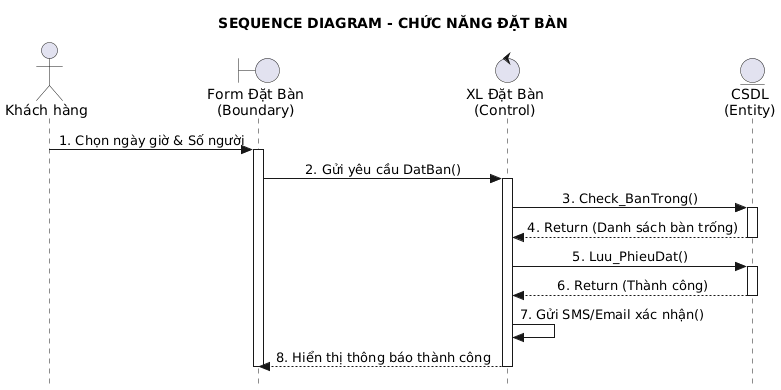 SEQUENCE DIAGRAM - CHỨC NĂNG ĐẶT BÀN
Khách hàng
Form Đặt Bàn
(Boundary)
XL Đặt Bàn
(Control)
CSDL
(Entity)
1. Chọn ngày giờ & Số người
2. Gửi yêu cầu DatBan()
3. Check_BanTrong()
4. Return (Danh sách bàn trống)
5. Luu_PhieuDat()
6. Return (Thành công)
7. Gửi SMS/Email xác nhận()
8. Hiển thị thông báo thành công